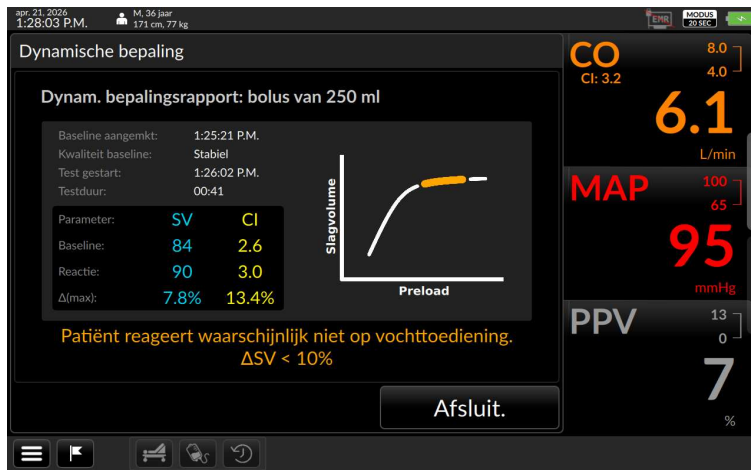 apr. 21, 2026
1:28:03 P.M.
M, 36 jaar
171 cm, 77 kg
EMR
MODUS
20 SEC
Dynamische bepaling
Dynam. bepalingsrapport: bolus van 250 ml
Baseline aangemkt: 1:25:21 P.M.
Kwaliteit baseline: Stabiel
Test gestart: 1:26:02 P.M.
Testduur: 00:41
Parameter: SV CI
Baseline: 84 2.6
Reactie: 90 3.0
Δ(max): 7.8% 13.4%
Slagvolume
Preload
Patiënt reageert waarschijnlijk niet op vochttoediening.
ΔSV < 10%
Afsluit.
CO
CI: 3.2
8.0
4.0
6.1
L/min
MAP
100
65
95
mmHg
PPV
13
0
7
%